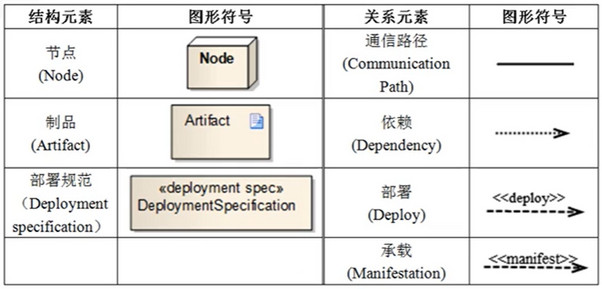 结构元素
图形符号
关系元素
图形符号
节点
(Node)
Node
通信路径
(Communication
Path)
制品
(Artifact)
Artifact
依赖
(Dependency)
部署规范
（Deployment
specification）
«deployment spec»
DeploymentSpecification
部署
(Deploy)
<<deploy>>
承载
(Manifestation)
<<manifest>>